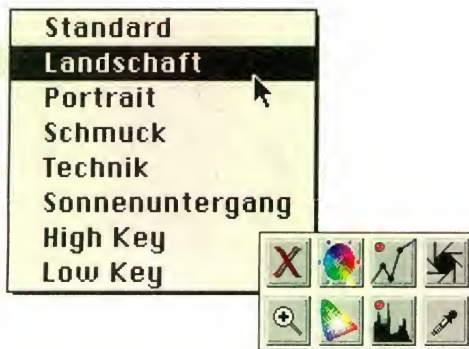 Standard
Landschaft
Portrait
Schmuck
Technik
Sonnenuntergang
High Key
Low Key